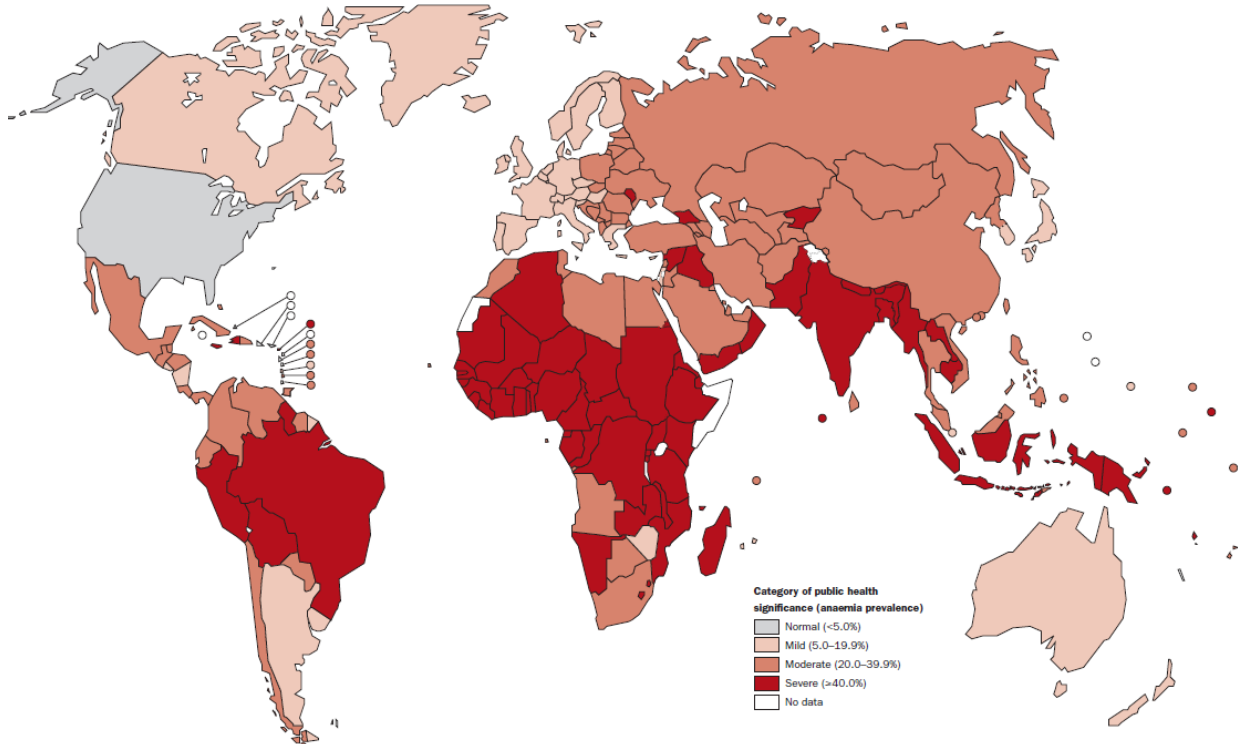 Category of public health
significance (anaemia prevalence)
Normal (<5.0%)
Mild (5.0–19.9%)
Moderate (20.0–39.9%)
Severe (>40.0%)
No data